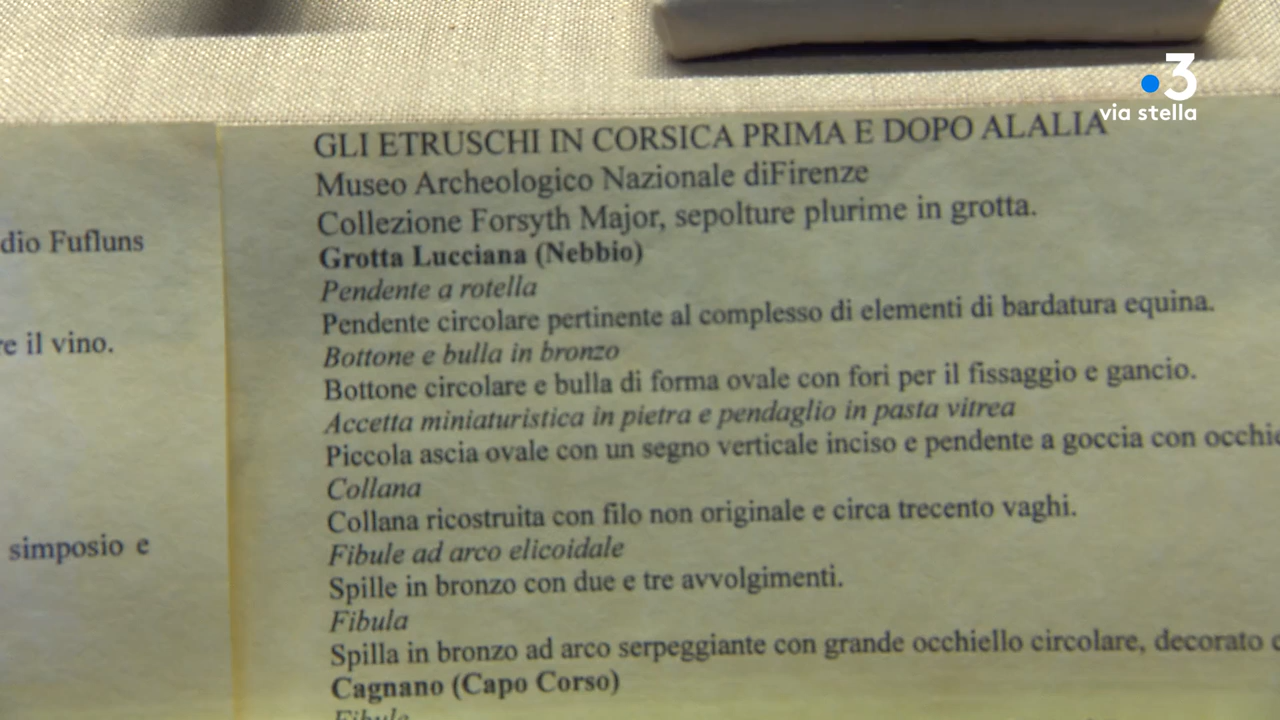 3
via stella
dio Fufluns
re il vino.
simposio e
GLI ETRUSCHI IN CORSICA PRIMA E DOPO ALALIA
Museo Archeologico Nazionale diFirenze
Collezione Forsyth Major, sepolture plurime in grotta.
Grotta Lucciana (Nebbio)
Pendente a rotella
Pendente circolare pertinente al complesso di elementi di bardatura equina.
Bottone e bulla in bronzo
Bottone circolare e bulla di forma ovale con fori per il fissaggio e gancio.
Accetta miniaturistica in pietra e pendaglio in pasta vitrea
Piccola ascia ovale con un segno verticale inciso e pendente a goccia con occhie
Collana
Collana ricostruita con filo non originale e circa trecento vaghi.
Fibule ad arco elicoidale
Spille in bronzo con due e tre avvolgimenti.
Fibula
Spilla in bronzo ad arco serpeggiante con grande occhiello circolare, decorato
Cagnano (Capo Corso)